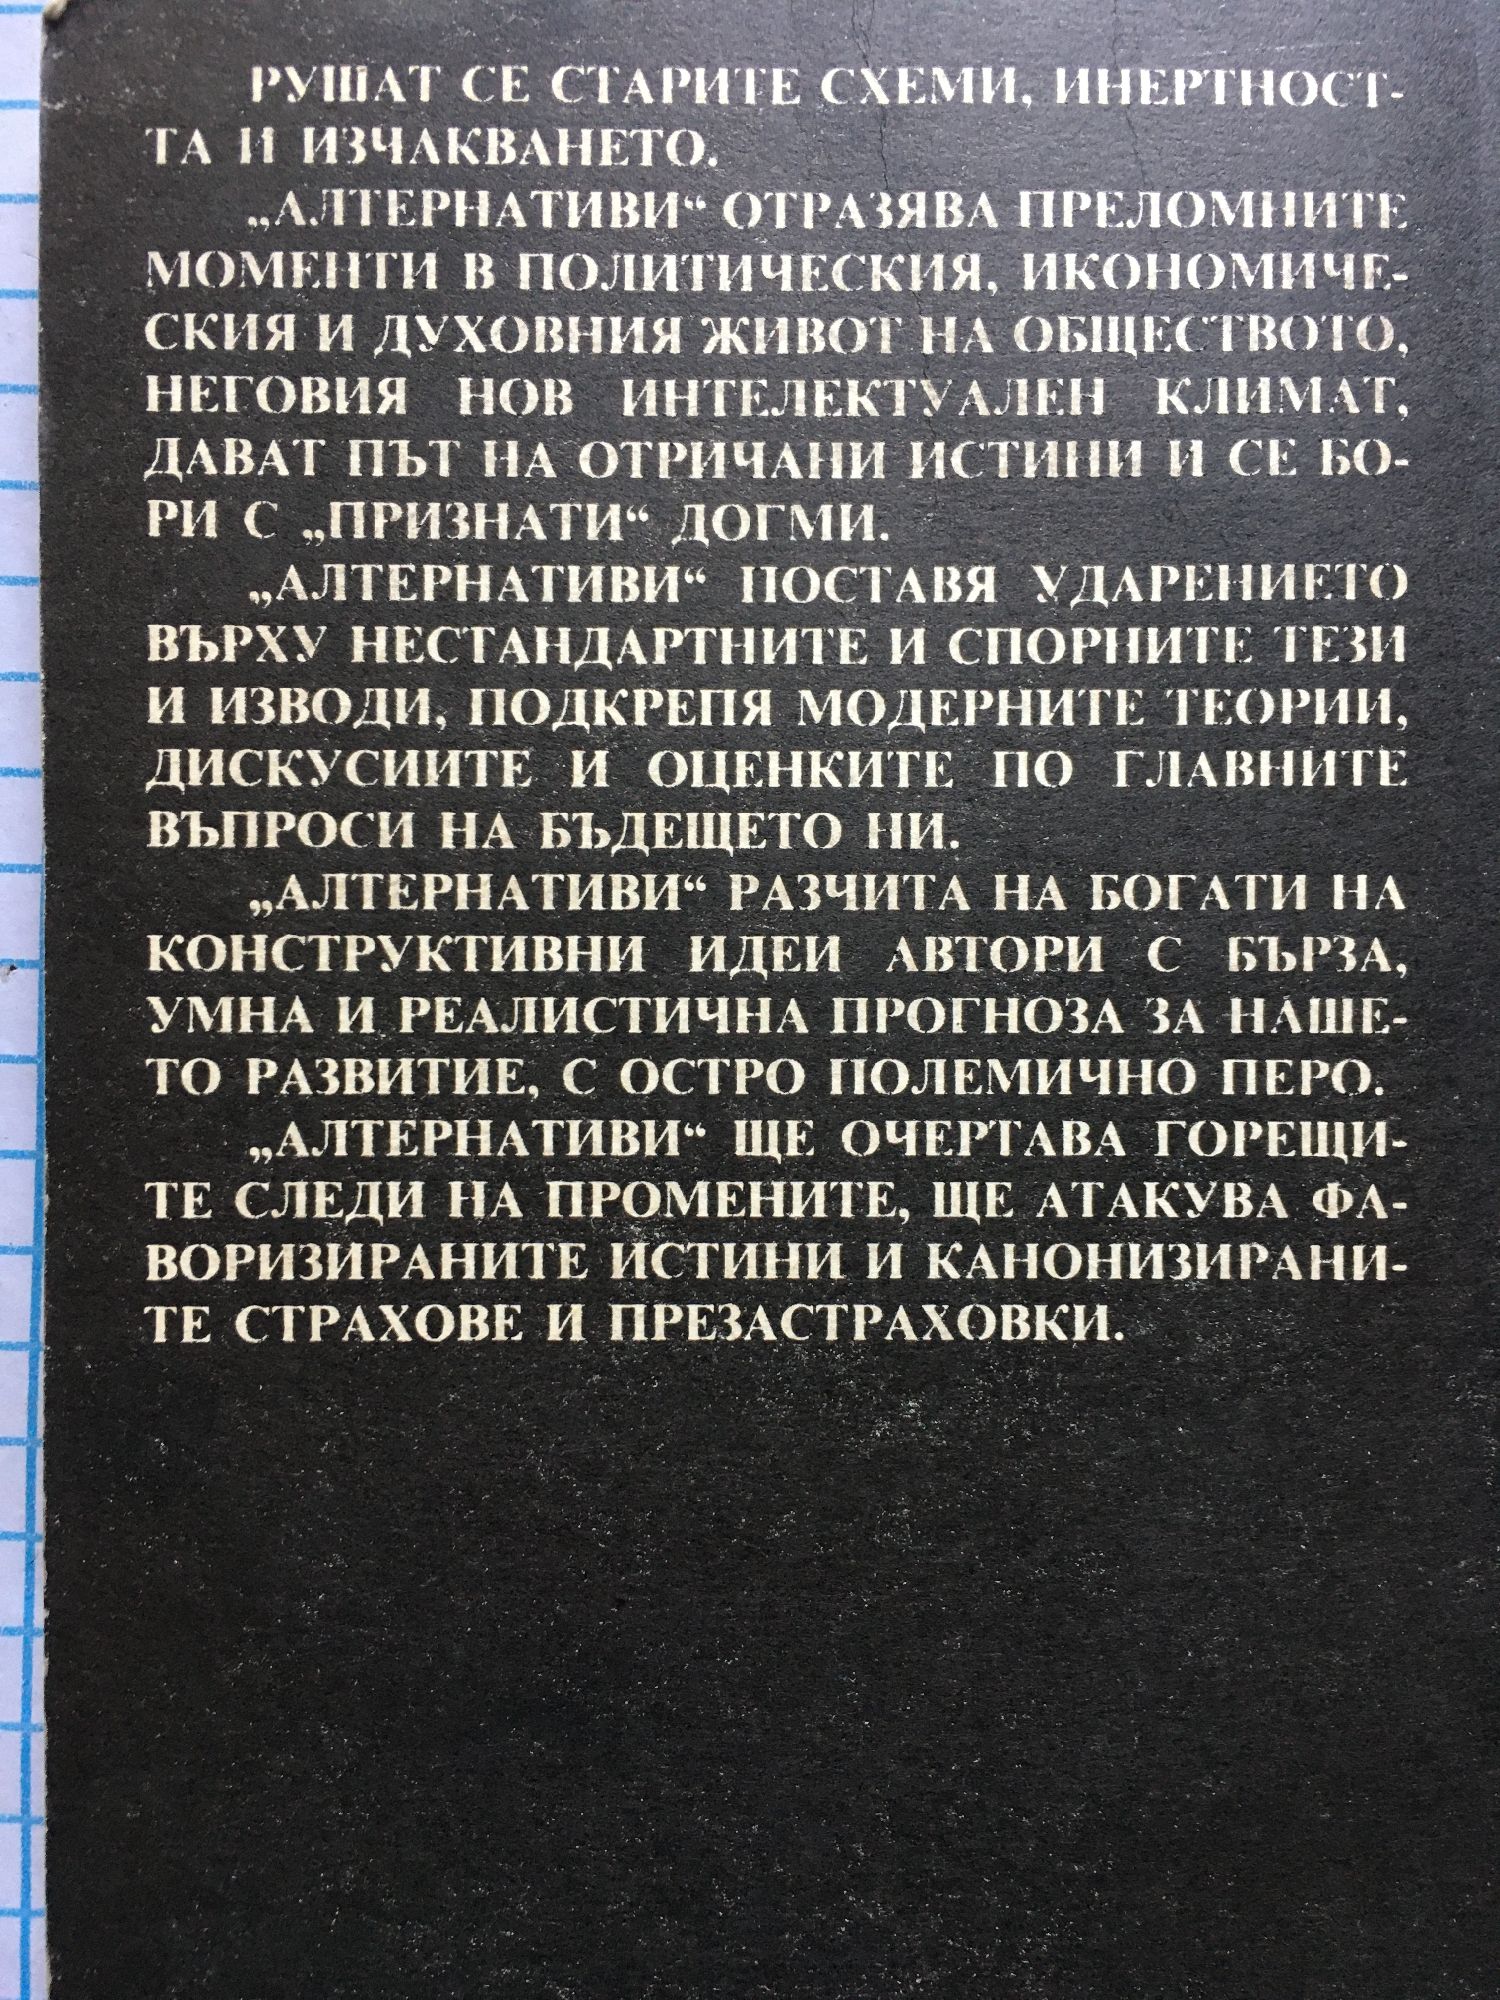 РУШАТ СЕ СТАРИТЕ СХЕМИ, ИНЕРТНОСТ-
ТА И ИЗЧАКВАНЕТО.
„АЛТЕРНАТИВИ“ ОТРАЗЯВА ПРЕЛОМНИТЕ
МОМЕНТИ В ПОЛИТИЧЕСКИЯ, ИКОНОМИЧЕ-
СКИЯ И ДУХОВНИЯ ЖИВОТ НА ОБЩЕСТВОТО,
НЕГОВИЯ НОВ ИНТЕЛЕКТУАЛЕН КЛИМАТ,
ДАВАТ ПЪТ НА ОТРИЧАНИ ИСТИНИ И СЕ БО-
РИ С „ПРИЗНАТИ“ ДОГМИ.
„АЛТЕРНАТИВИ“ ПОСТАВЯ УДАРЕНИЕТО
ВЪРХУ НЕСТАНДАРТНИТЕ И СПОРНИТЕ ТЕЗИ
И ИЗВОДИ, ПОДКРЕПЯ МОДЕРНИТЕ ТЕОРИИ,
ДИСКУСИИТЕ И ОЦЕНКИТЕ ПО ГЛАВНИТЕ
ВЪПРОСИ НА БЪДЕЩЕТО НИ.
„АЛТЕРНАТИВИ“ РАЗЧИТА НА БОГАТИ НА
КОНСТРУКТИВНИ ИДЕИ АВТОРИ С БЪРЗА,
УМНА И РЕАЛИСТИЧНА ПРОГНОЗА ЗА НАШЕ-
ТО РАЗВИТИЕ, С ОСТРО ПОЛЕМИЧНО ПЕРО.
„АЛТЕРНАТИВИ“ ЩЕ ОЧЕРТАВА ГОРЕЩИ-
ТЕ СЛЕДИ НА ПРОМЕНИТЕ, ЩЕ АТАКУВА ФА-
ВОРИЗИРАНИТЕ ИСТИНИ И КАНОНИЗИРАНИ-
ТЕ СТРАХОВЕ И ПРЕЗАСТРАХОВКИ.